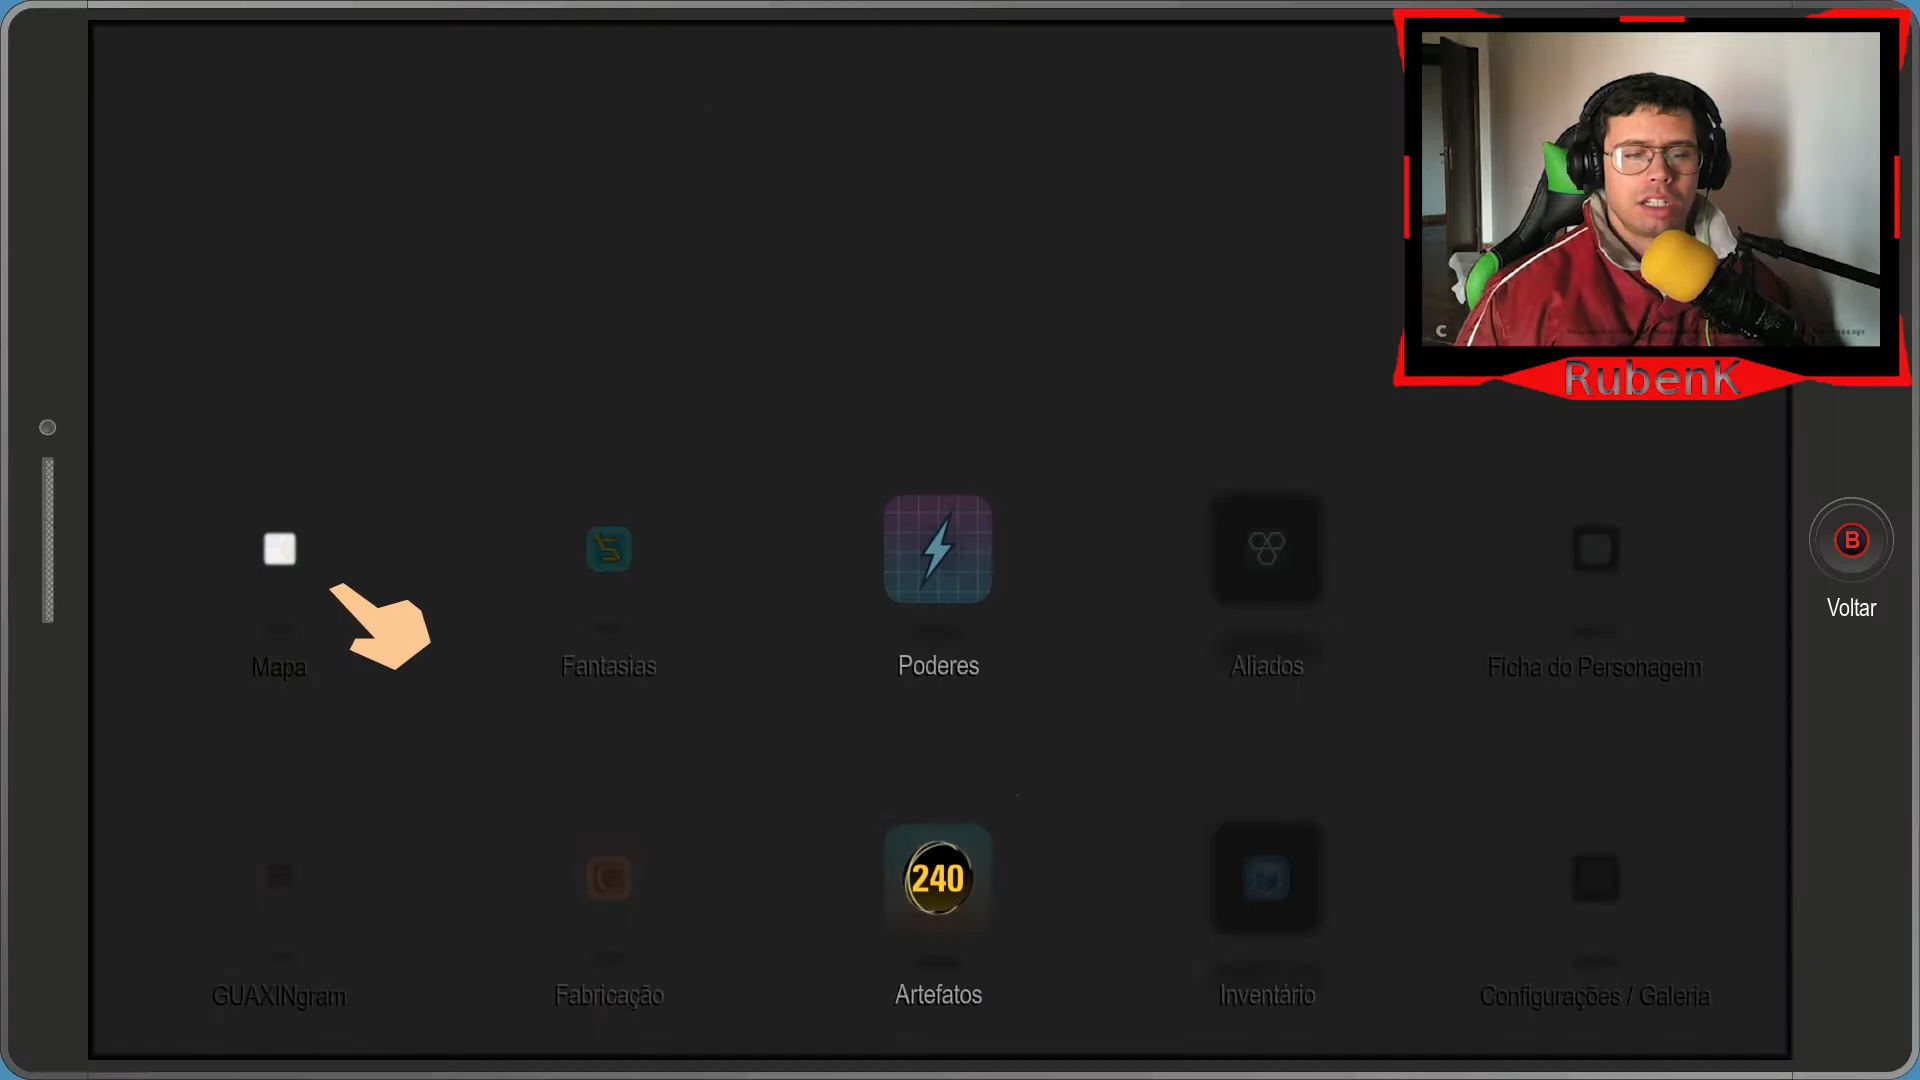 RubenK
B
Voltar
Mapa
Fantasias
Poderes
Aliados
Ficha do Personagem
240
GUAXINgram
Fabricação
Artefatos
Inventário
Configurações / Galeria